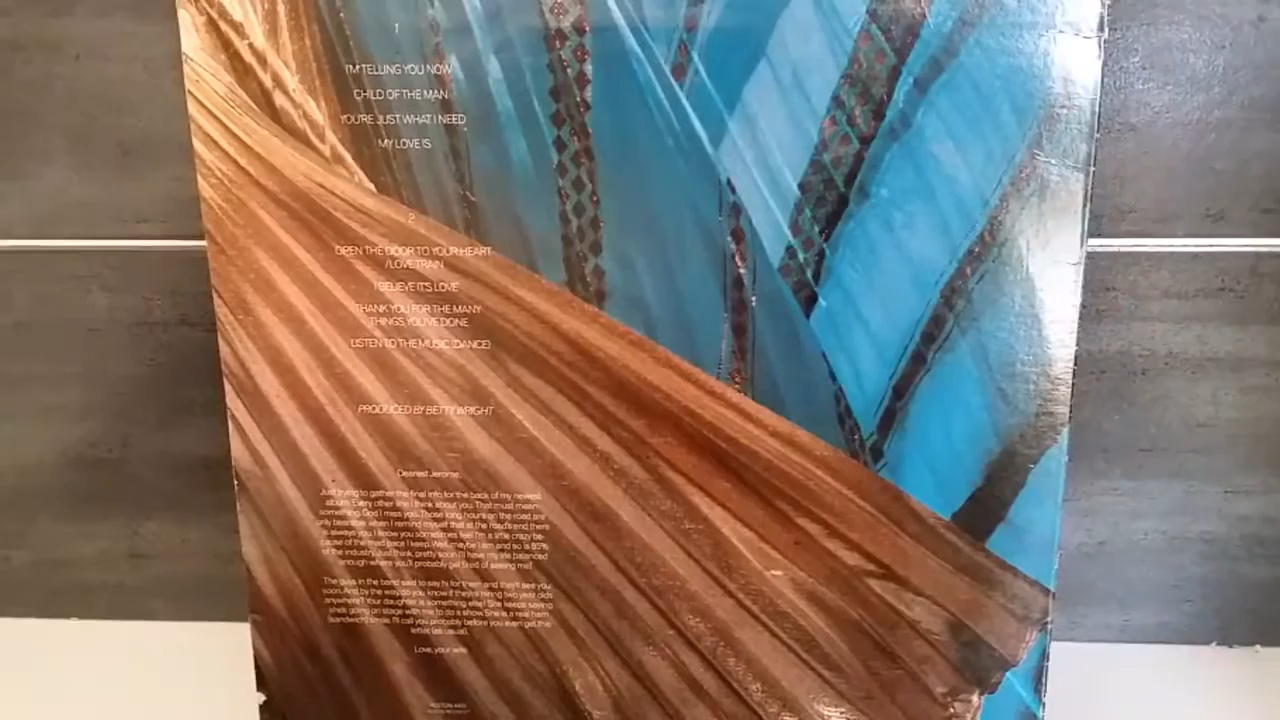 1
I'M TELLING YOU NOW
CHILD OF THE MAN
YOU'RE JUST WHAT I NEED
MY LOVE IS
2
OPEN THE DOOR TO YOUR HEART
/LOVE TRAIN
I BELIEVE IT'S LOVE
THANK YOU FOR THE MANY
THINGS YOU'VE DONE
LISTEN TO THE MUSIC (DANCE)
PRODUCED BY BETTY WRIGHT
Dearest Jerome,
Just trying to gather the final info for the back of my newest
album. Every other line I think about you. That must mean
something. God I miss you. Those long hours on the road are
only bearable when I remind myself that at the road's end there
is always you. I know you sometimes feel I'm a little crazy be-
cause of the mad pace I keep. Well, maybe I am and so is 85%
of the industry. Just think, pretty soon I'll have my life balanced
enough where you'll probably get tired of seeing me!
The guys in the band said to say hi for them and they'll see you
soon. And by the way, do you know if they're hiring two year olds
anywhere? Your daughter is something else! She keeps saying
she's going on stage with me to do a show. She is a real ham
(sandwich) smile. I'll call you probably before you even get this
letter (as usual).
Love, your wife